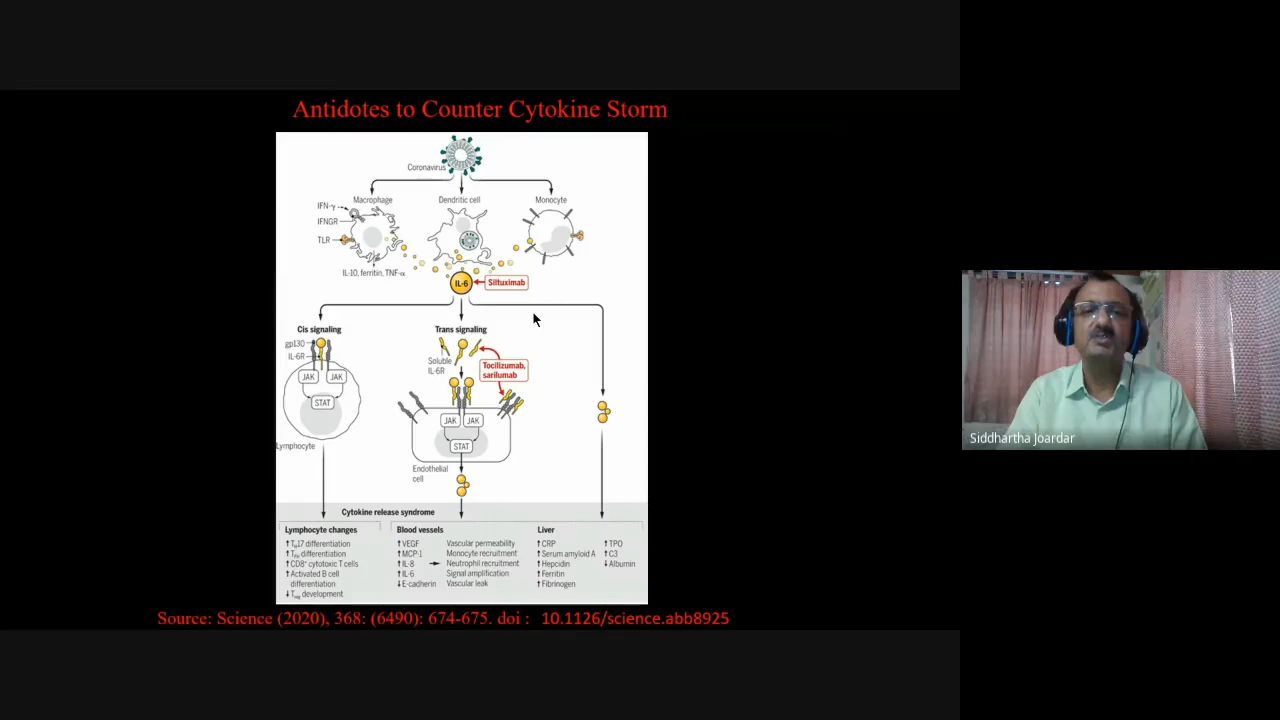 Antidotes to Counter Cytokine Storm
Coronavirus
Macrophage
Dendritic cell
Monocyte
IFN-γ
IFNGR
TLR
IL-10, ferritin, TNF-α
IL-6
Siltuximab
Cis signaling
Trans signaling
gp130
IL-6R
Soluble
IL-6R
Tocilizumab,
sarilumab
JAK JAK
STAT
JAK JAK
STAT
Lymphocyte
Endothelial
cell
Cytokine release syndrome
Lymphocyte changes
↑TH17 differentiation
↑TFH differentiation
↑CD8+ cytotoxic T cells
↑Activated B cell
differentiation
↓Treg development
Blood vessels
↑VEGF
↑MCP-1
↑IL-8
↑IL-6
↓E-cadherin
Vascular permeability
Monocyte recruitment
Neutrophil recruitment
Signal amplification
Vascular leak
Liver
↑CRP
↑Serum amyloid A
↑Hepcidin
↑Ferritin
↑Fibrinogen
↑TPO
↑C3
↓Albumin
Source: Science (2020), 368: (6490): 674-675. doi : 10.1126/science.abb8925
Siddhartha Joardar